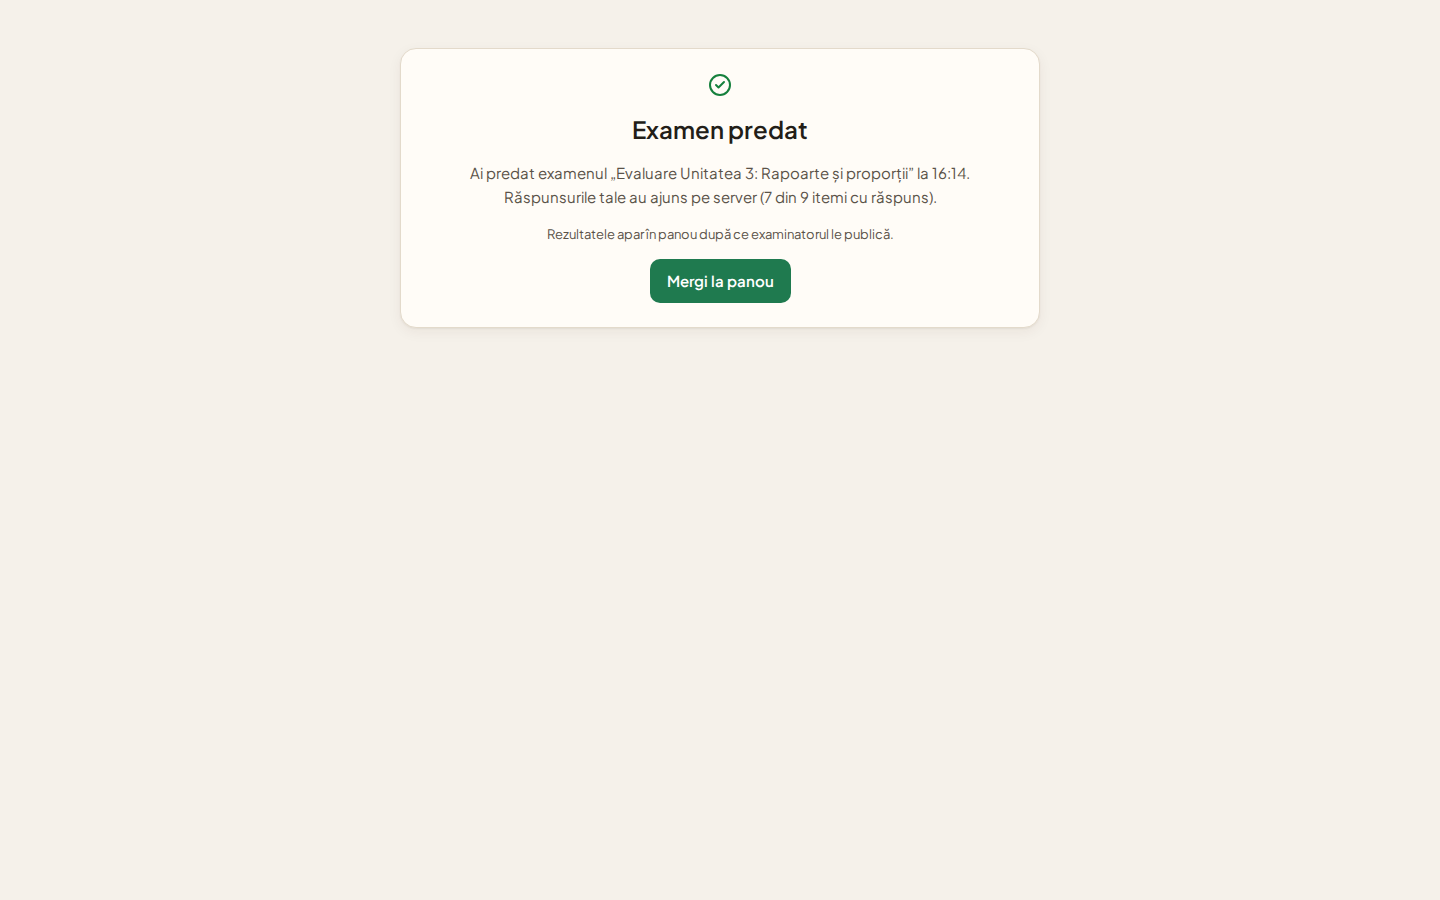 Examen predat
Ai predat examenul „Evaluare Unitatea 3: Rapoarte și proporții” la 16:14.
Răspunsurile tale au ajuns pe server (7 din 9 itemi cu răspuns).
Rezultatele apar în panou după ce examinatorul le publică.
Mergi la panou